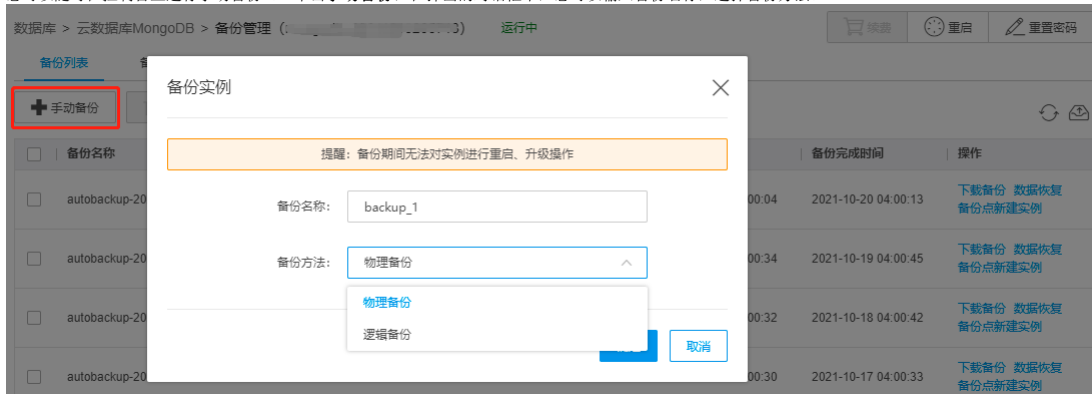 数据库 > 云数据库MongoDB > 备份管理 ( ) 运行中 续费 重启 重置密码
备份列表
手动备份
备份实例
提醒：备份期间无法对实例进行重启、升级操作
备份名称 备份完成时间 操作
备份名称: backup_1
autobackup-20 00:04 2021-10-20 04:00:13 下载备份 数据恢复
备份点新建实例
备份方法: 物理备份
autobackup-20 00:34 2021-10-19 04:00:45 下载备份 数据恢复
备份点新建实例
物理备份
逻辑备份
autobackup-20 00:32 2021-10-18 04:00:42 下载备份 数据恢复
备份点新建实例
取消
autobackup-20 00:30 2021-10-17 04:00:33 下载备份 数据恢复
备份点新建实例